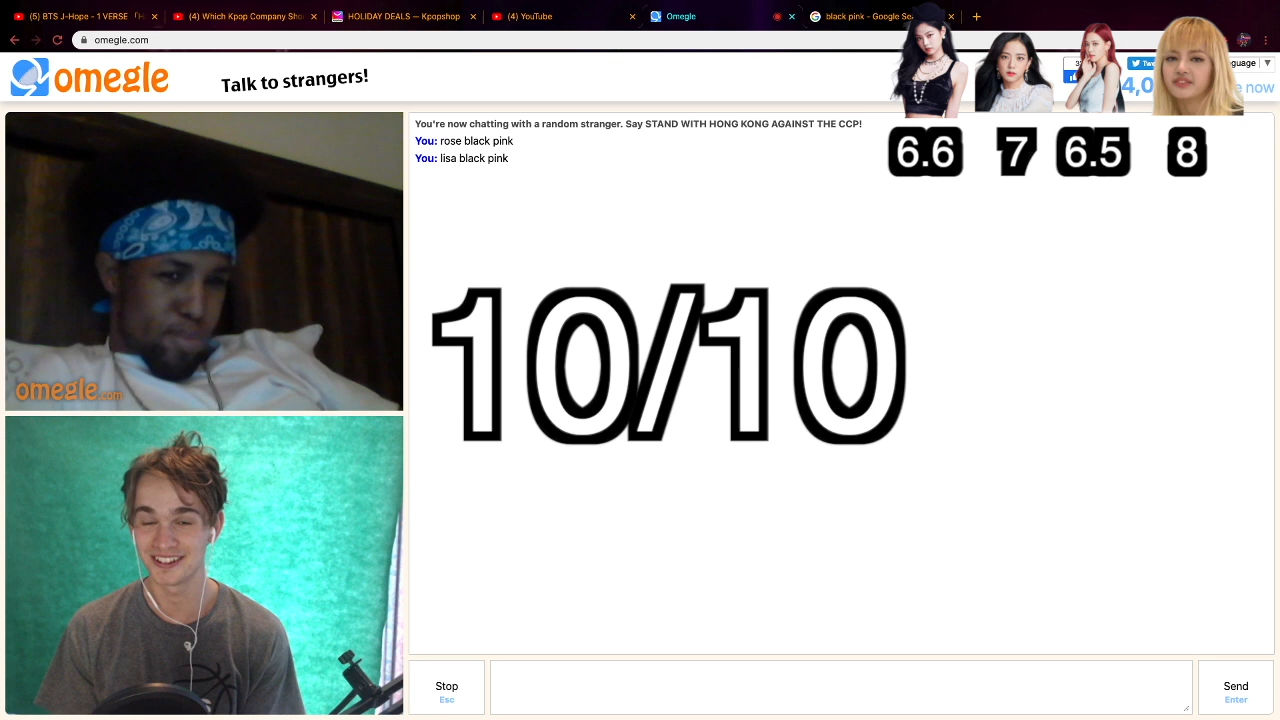 (5) BTS J-Hope - 1 VERSE
(4) Which Kpop Company Sho
HOLIDAY DEALS — Kpopshop
(4) YouTube
Omegle
black pink - Google Se
omegle.com
omegle
Talk to strangers!
You're now chatting with a random stranger. Say STAND WITH HONG KONG AGAINST THE CCP!
You: rose black pink
You: lisa black pink
6.6
7
6.5
8
10/10
omegle.com
Stop
Esc
Send
Enter